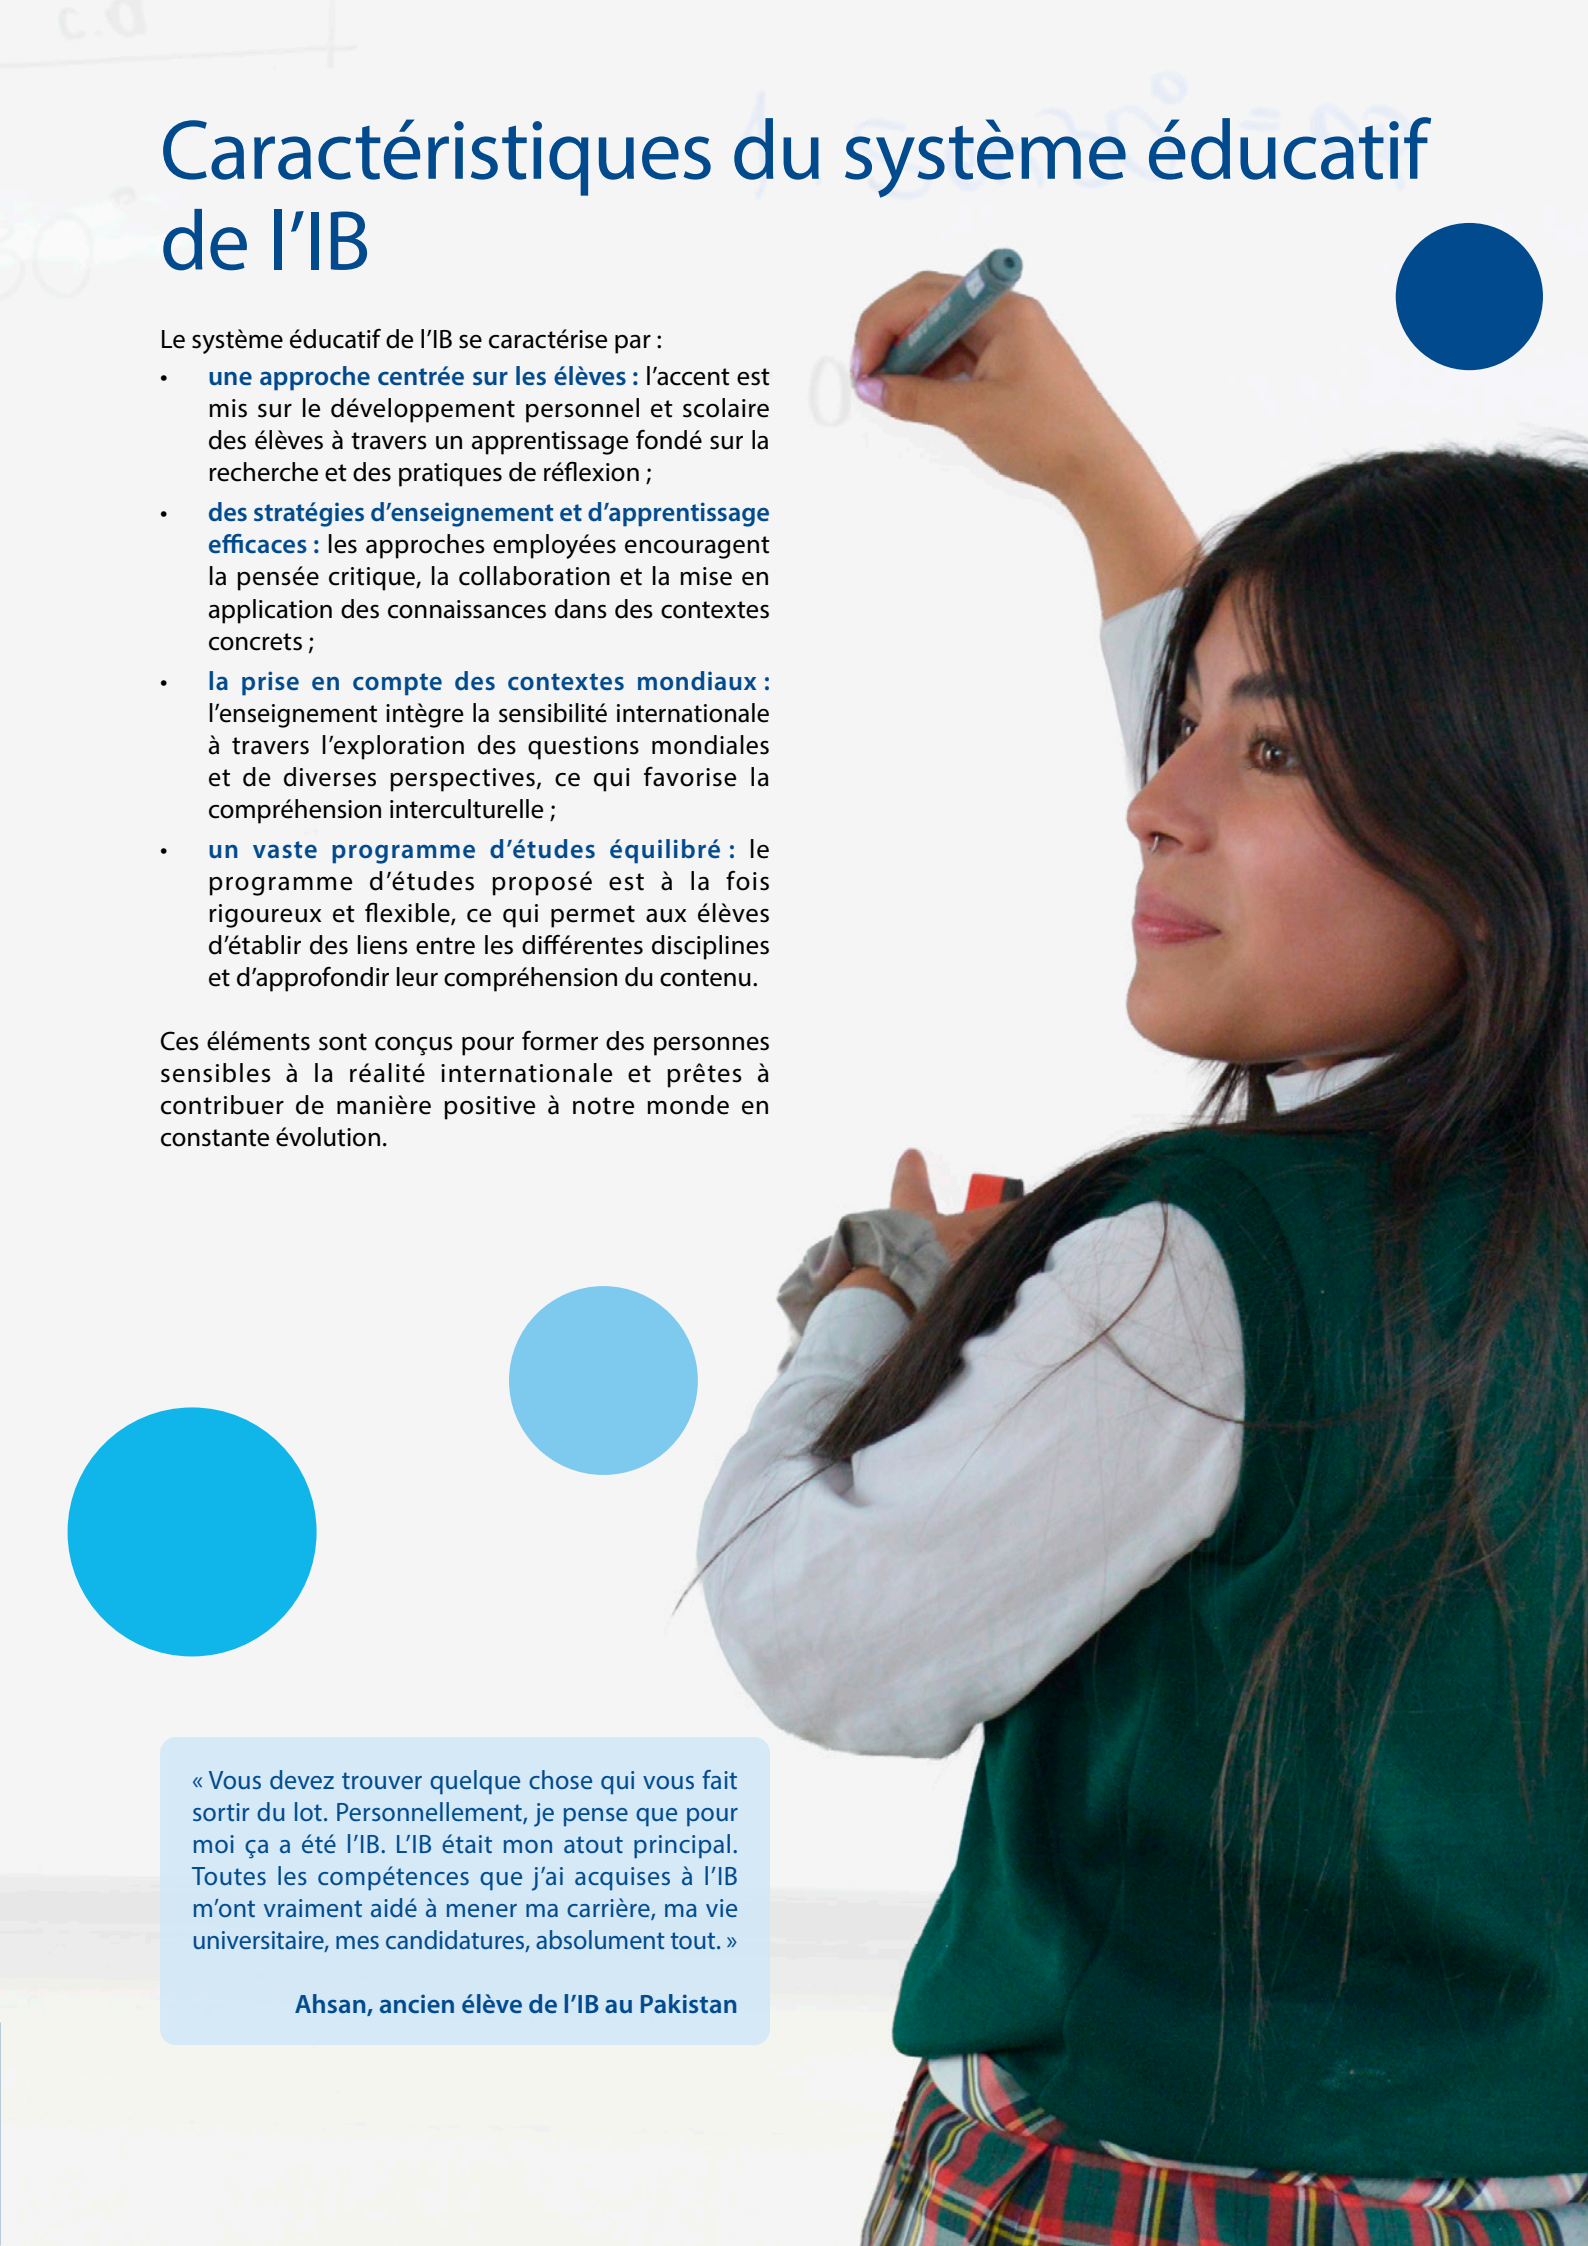 Caractéristiques du système éducatif
de l’IB
Le système éducatif de l’IB se caractérise par :
• une approche centrée sur les élèves : l’accent est
mis sur le développement personnel et scolaire
des élèves à travers un apprentissage fondé sur la
recherche et des pratiques de réflexion ;
• des stratégies d’enseignement et d’apprentissage
efficaces : les approches employées encouragent
la pensée critique, la collaboration et la mise en
application des connaissances dans des contextes
concrets ;
• la prise en compte des contextes mondiaux :
l’enseignement intègre la sensibilité internationale
à travers l’exploration des questions mondiales
et de diverses perspectives, ce qui favorise la
compréhension interculturelle ;
• un vaste programme d’études équilibré : le
programme d’études proposé est à la fois
rigoureux et flexible, ce qui permet aux élèves
d’établir des liens entre les différentes disciplines
et d’approfondir leur compréhension du contenu.
Ces éléments sont conçus pour former des personnes
sensibles à la réalité internationale et prêtes à
contribuer de manière positive à notre monde en
constante évolution.
« Vous devez trouver quelque chose qui vous fait
sortir du lot. Personnellement, je pense que pour
moi ça a été l’IB. L’IB était mon atout principal.
Toutes les compétences que j’ai acquises à l’IB
m’ont vraiment aidé à mener ma carrière, ma vie
universitaire, mes candidatures, absolument tout. »
Ahsan, ancien élève de l’IB au Pakistan